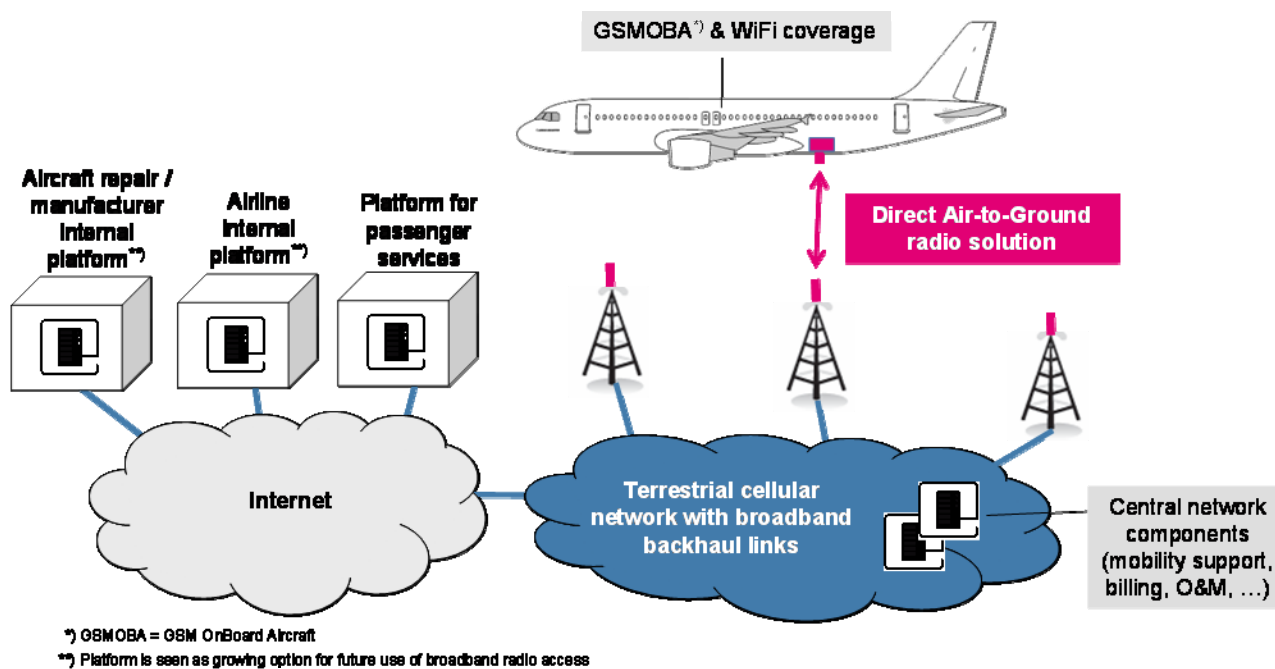 GSMOBA*) & WiFi coverage
Aircraft repair /
manufacturer
internal
platform**)
Airline
internal
platform**)
Platform for
passenger
services
Direct Air-to-Ground
radio solution
Internet
Terrestrial cellular
network with broadband
backhaul links
Central network
components
(mobility support,
billing, O&M, …)
*) GSMOBA = GSM OnBoard Aircraft
**) Platform is seen as growing option for future use of broadband radio access